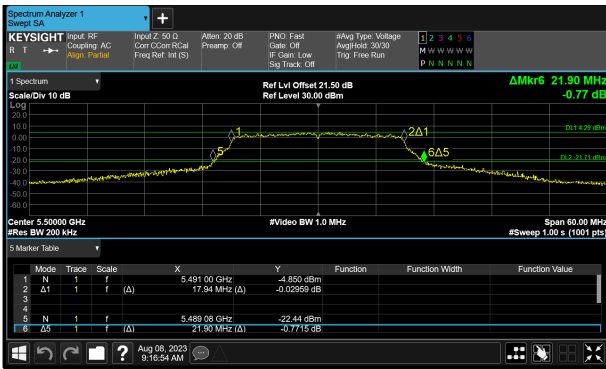 Spectrum Analyzer 1
Swept SA
KEYSIGHT Input: RF Input Z: 50 Ω Atten: 20 dB PNO: Fast #Avg Type: Voltage 1 2 3 4 5 6
R T Coupling: AC Corr CCorr RCal Preamp: Off Gate: Off Avg|Hold: 30/30 M W W W W W
Align: Partial Freq Ref: Int (S) IF Gain: Low Trig: Free Run
LXI Sig Track: Off P N N N N N
1 Spectrum Ref Lvl Offset 21.50 dB ΔMkr6 21.90 MHz
Scale/Div 10 dB Ref Level 30.00 dBm -0.77 dB
Log
20.0
10.0 1 2Δ1 DL1 4.29 dBm
0.00
-10.0 5 6Δ5
-20.0 DL2 -21.71 dBm
-30.0
-40.0
-50.0
-60.0
Center 5.50000 GHz #Video BW 1.0 MHz Span 60.00 MHz
#Res BW 200 kHz #Sweep 1.00 s (1001 pts)
5 Marker Table
Mode Trace Scale X Y Function Function Width Function Value
1 N 1 f 5.491 00 GHz -4.850 dBm
2 Δ1 1 f (Δ) 17.94 MHz (Δ) -0.02959 dB
3
4
5 N 1 f 5.489 08 GHz -22.44 dBm
6 Δ5 1 f (Δ) 21.90 MHz (Δ) -0.7715 dB
? Aug 08, 2023
9:16:54 AM